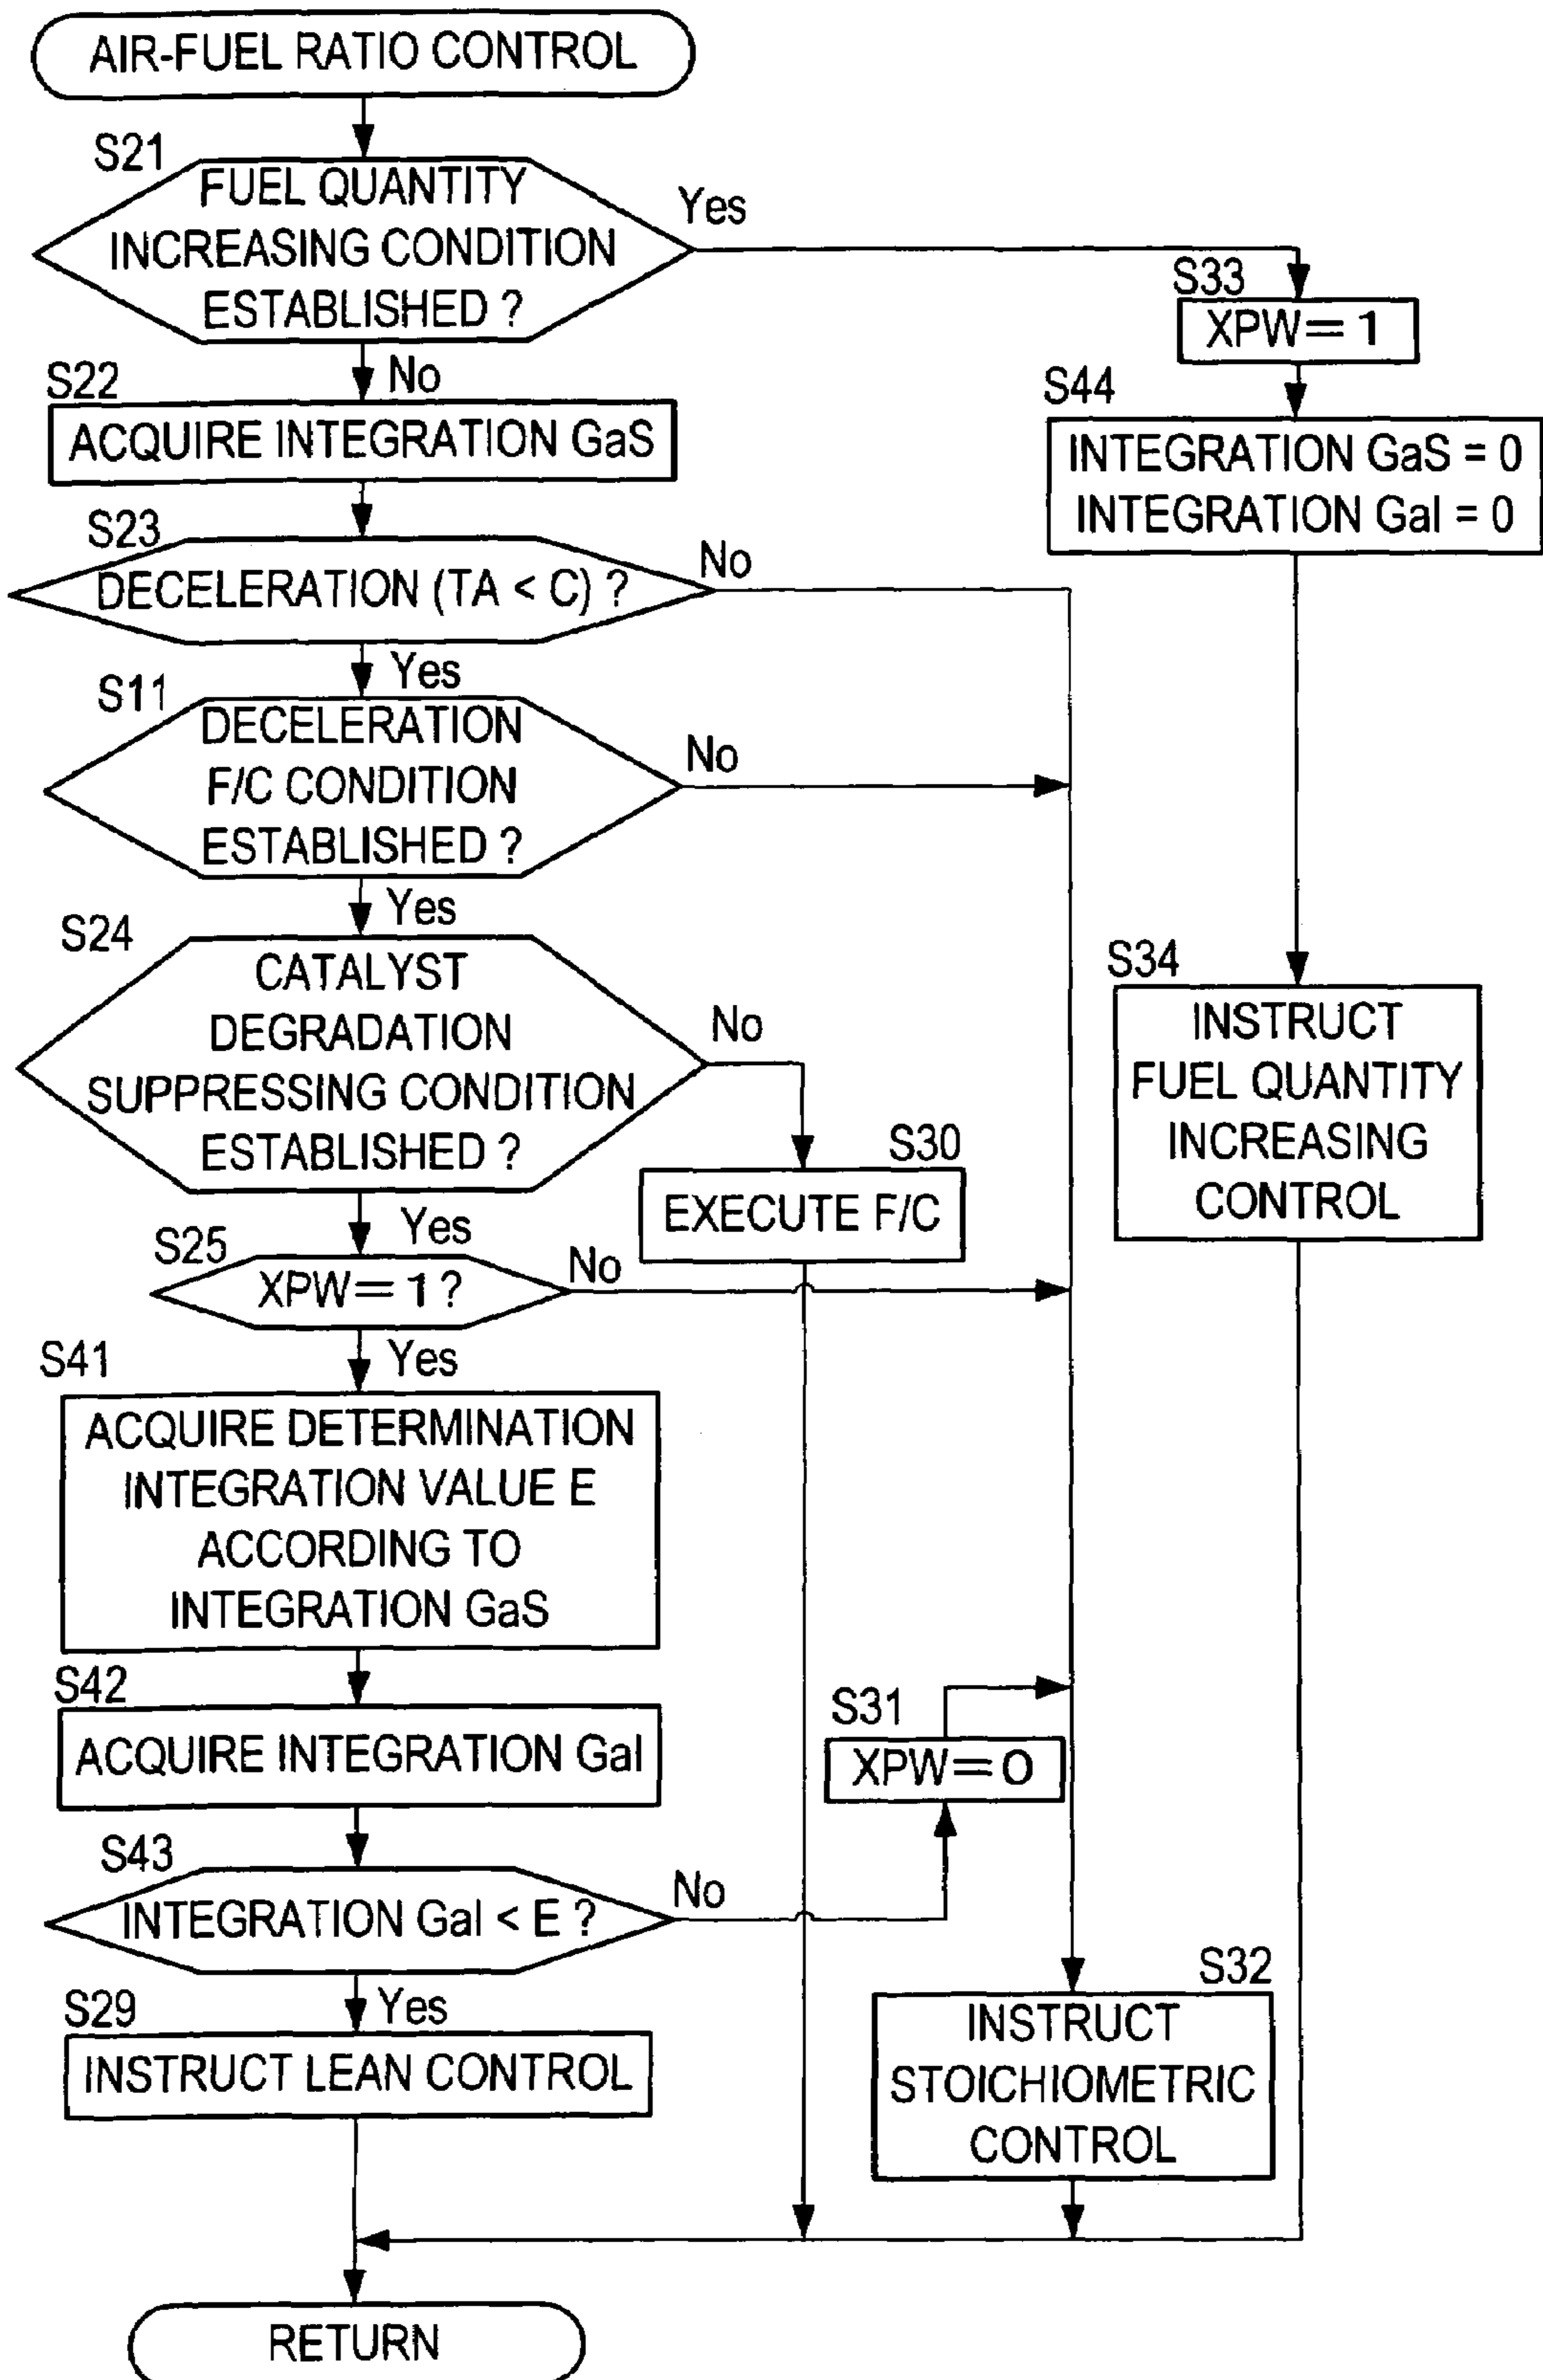 AIR-FUEL RATIO CONTROL
S21
FUEL QUANTITY
INCREASING CONDITION
ESTABLISHED ?
Yes
No
S33
XPW=1
S44
INTEGRATION GaS = 0
INTEGRATION Gal = 0
S22
ACQUIRE INTEGRATION GaS
S23
DECELERATION (TA < C) ?
No
Yes
S11
DECELERATION
F/C CONDITION
ESTABLISHED ?
No
Yes
S24
CATALYST
DEGRADATION
SUPPRESSING CONDITION
ESTABLISHED ?
No
Yes
S34
INSTRUCT
FUEL QUANTITY
INCREASING
CONTROL
S30
EXECUTE F/C
S25
XPW=1?
No
Yes
S41
ACQUIRE DETERMINATION
INTEGRATION VALUE E
ACCORDING TO
INTEGRATION GaS
S42
ACQUIRE INTEGRATION Gal
S31
XPW=0
S43
INTEGRATION Gal < E ?
No
Yes
S29
INSTRUCT LEAN CONTROL
S32
INSTRUCT
STOICHIOMETRIC
CONTROL
RETURN